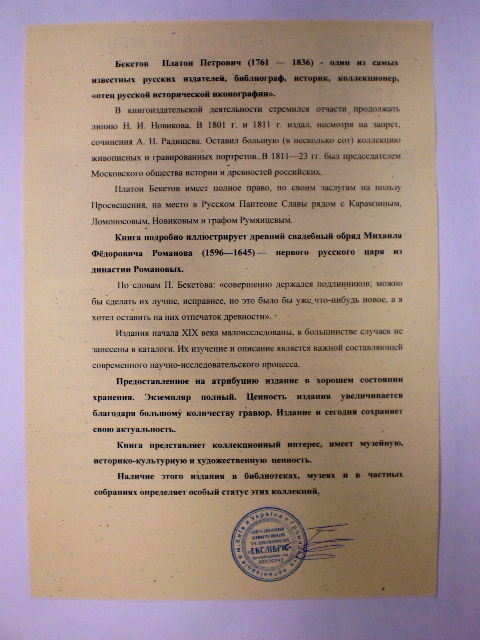 Бекетов Платон Петрович (1761 — 1836) - один из самых
известных русских издателей, библиограф, историк, коллекционер,
«отец русской исторической иконографии».
В книгоиздательской деятельности стремился отчасти продолжать
линию Н. И. Новикова. В 1801 г. и 1811 г. издал, несмотря на запрет,
сочинения А. Н. Радищева. Оставил большую (в несколько сот) коллекцию
живописных и гравированных портретов. В 1811—23 гг. был председателем
Московского общества истории и древностей российских.
Платон Бекетов имеет полное право, по своим заслугам на пользу
Просвещения, на место в Русском Пантеоне Славы рядом с Карамзиным,
Ломоносовым, Новиковым и графом Румянцевым.
Книга подробно иллюстрирует древний свадебный обряд Михаила
Фёдоровича Романова (1596—1645) — первого русского царя из
династии Романовых.
По словам П. Бекетова: «совершенно держался подлинников; можно
бы сделать их лучше, исправнее, но это было бы уже что-нибудь новое, а я
хотел оставить на них отпечаток древности».
Издания начала XIX века малоисследованы, в большинстве случаев не
занесены в каталоги. Их изучение и описание является важной составляющей
современного научно-исследовательского процесса.
Предоставленное на атрибуцию издание в хорошем состоянии
хранения. Экземпляр полный. Ценность издания увеличивается
благодаря большому количеству гравюр. Издание и сегодня сохраняет
свою актуальность.
Книга представляет коллекционный интерес, имеет музейную,
историко-культурную и художественную ценность.
Наличие этого издания в библиотеках, музеях и в частных
собраниях определяет особый статус этих коллекций.
Україна
«ЕКСЛІБРІС»